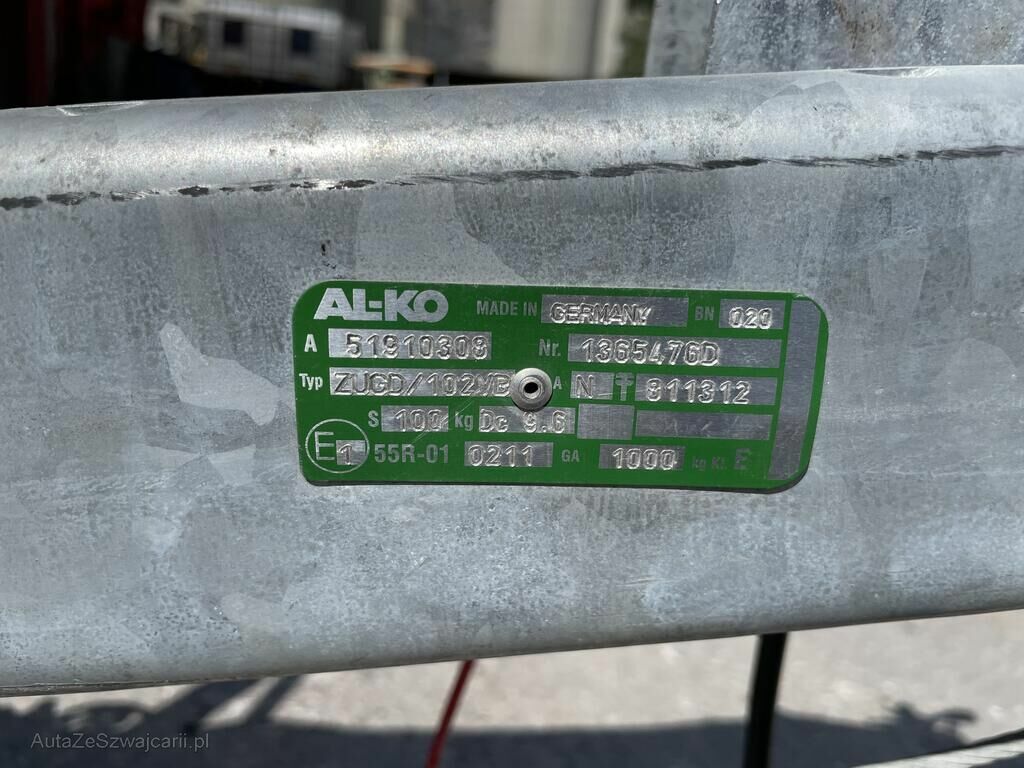 AL-KO MADE IN GERMANY BN 020
A 51910308 Nr. 1365476D
Typ ZUGD/102VB A N 811312
S 100 kg Dc 9.6
E1 55R-01 0211 GA 1000 kg Kl. E
AutaZeSzwajcarii.pl